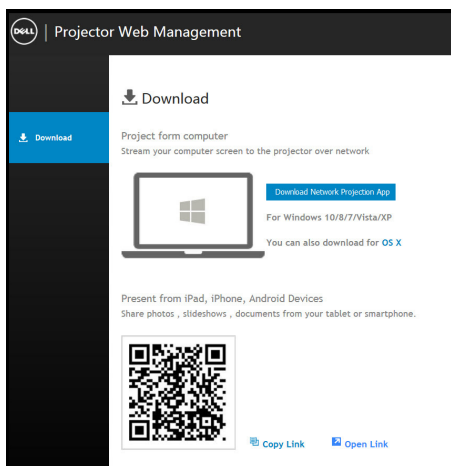 DELL | Projector Web Management
Download
Download
Project form computer
Stream your computer screen to the projector over network
Download Network Projection App
For Windows 10/8/7/Vista/XP
You can also download for OS X
Present from iPad, iPhone, Android Devices
Share photos , slideshows , documents from your tablet or smartphone.
Copy Link Open Link